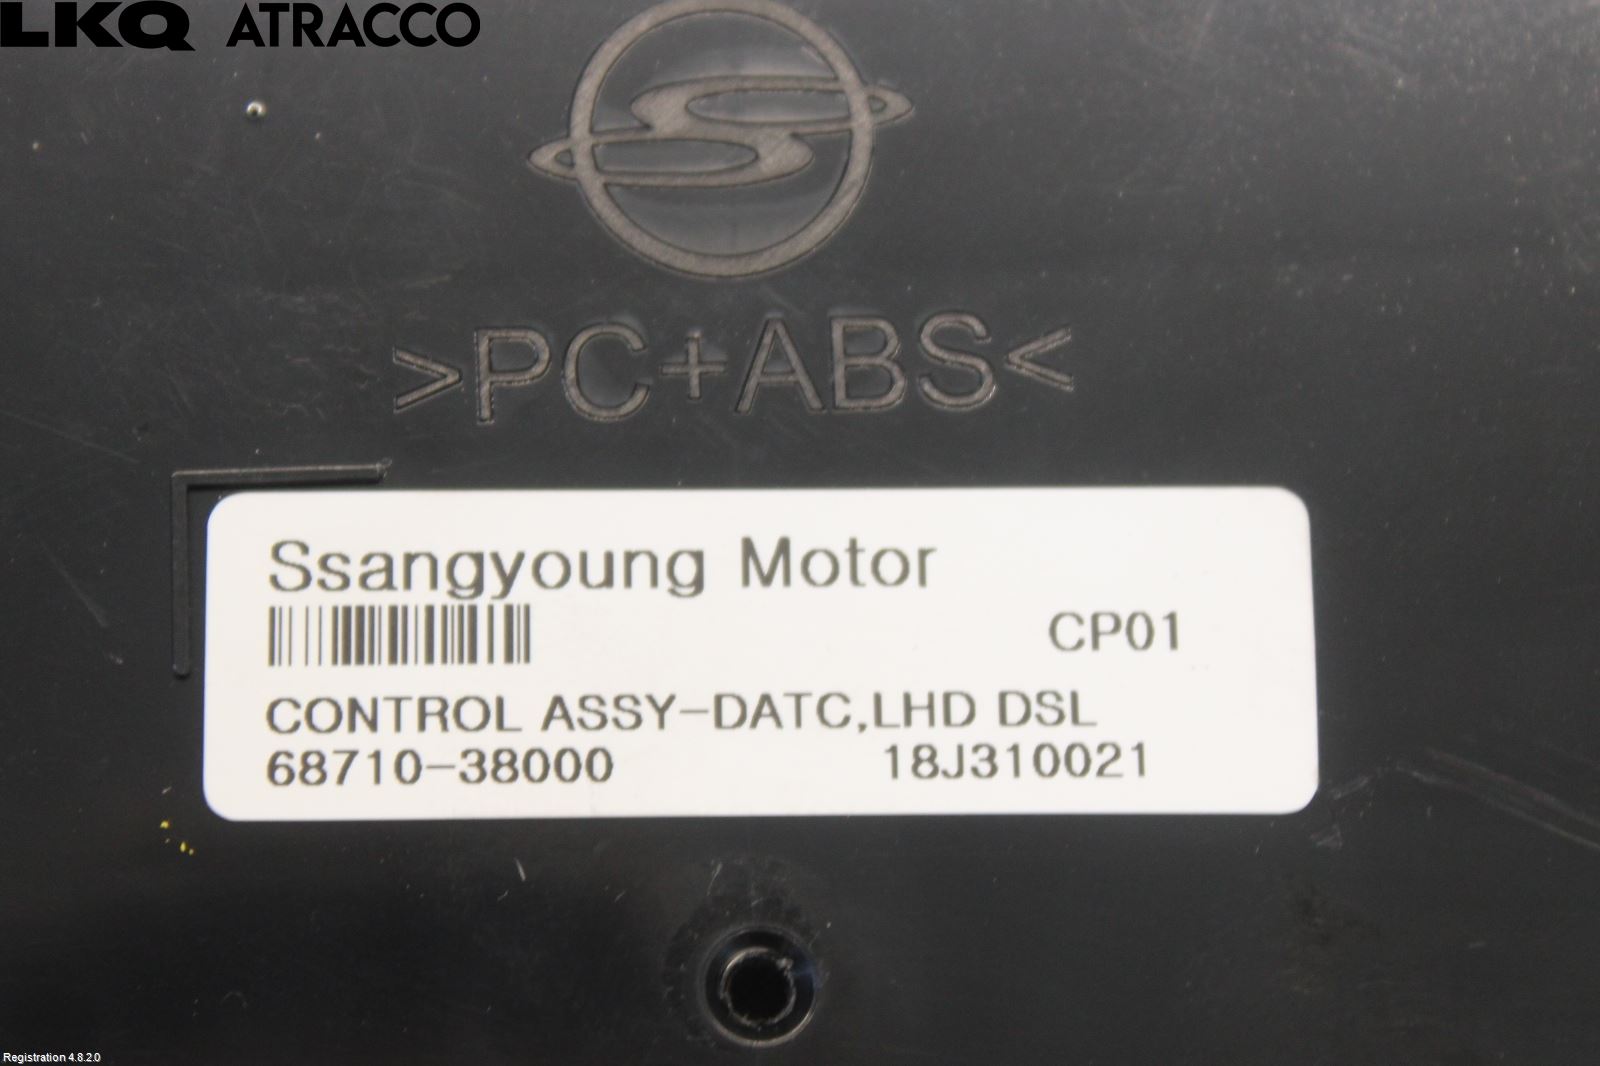 LKQ ATRACCO
>PC+ABS<
Ssangyoung Motor
CP01
CONTROL ASSY-DATC,LHD DSL
68710-38000 18J310021
Registration 4.8.2.0